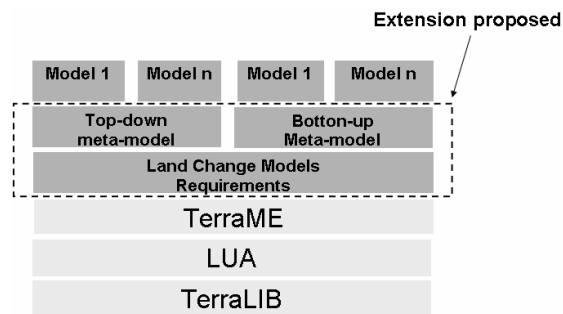 Extension proposed
Model 1 Model n Model 1 Model n
Top-down Botton-up
meta-model Meta-model
Land Change Models
Requirements
TerraME
LUA
TerraLIB